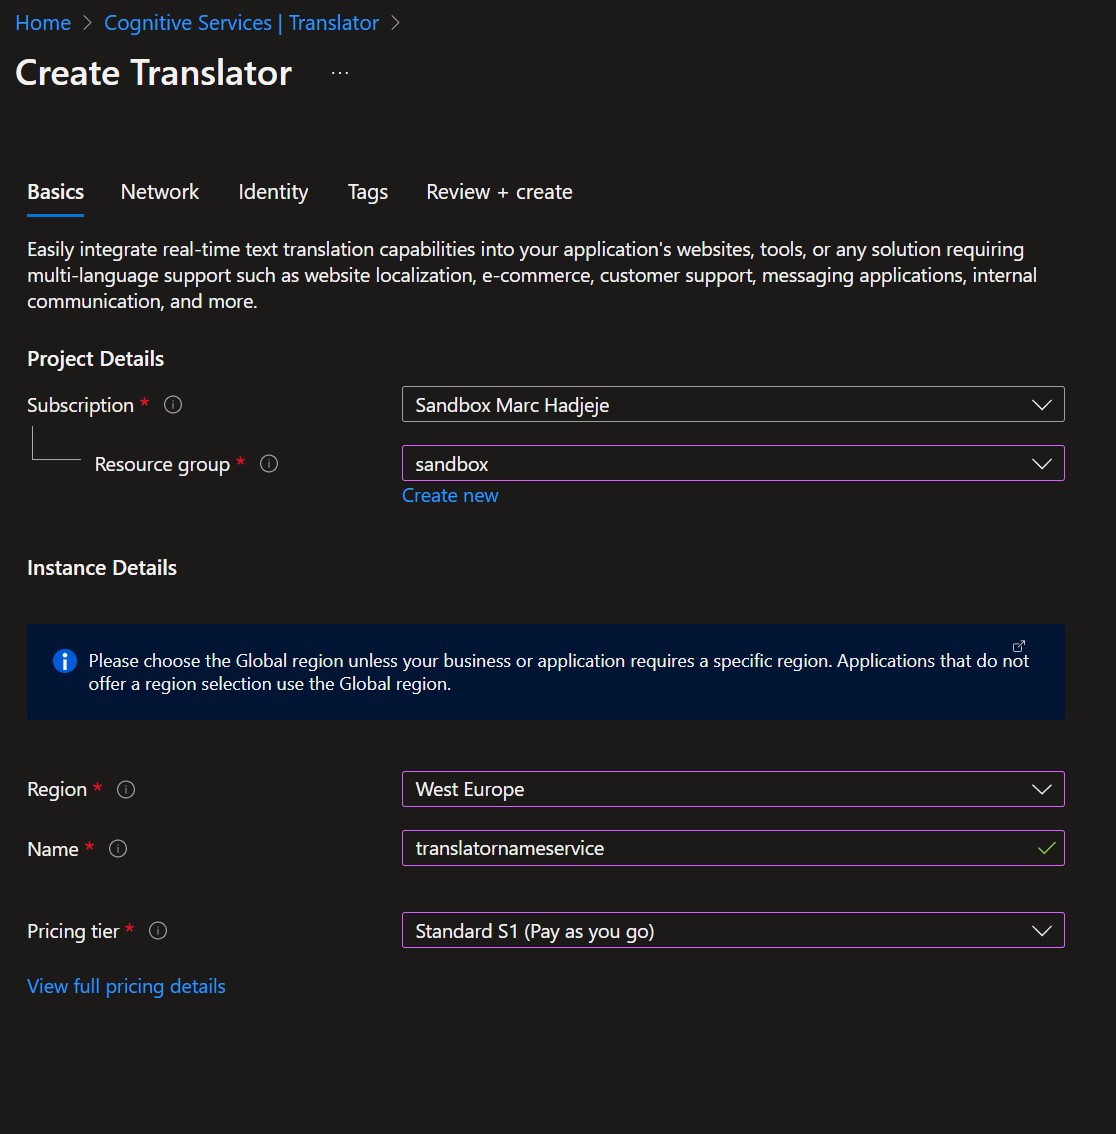 Home > Cognitive Services | Translator >
Create Translator ...
Basics Network Identity Tags Review + create
Easily integrate real-time text translation capabilities into your application's websites, tools, or any solution requiring
multi-language support such as website localization, e-commerce, customer support, messaging applications, internal
communication, and more.
Project Details
Subscription * Sandbox Marc Hadjeje
Resource group * sandbox
Create new
Instance Details
Please choose the Global region unless your business or application requires a specific region. Applications that do not
offer a region selection use the Global region.
Region * West Europe
Name * translatornameservice
Pricing tier * Standard S1 (Pay as you go)
View full pricing details